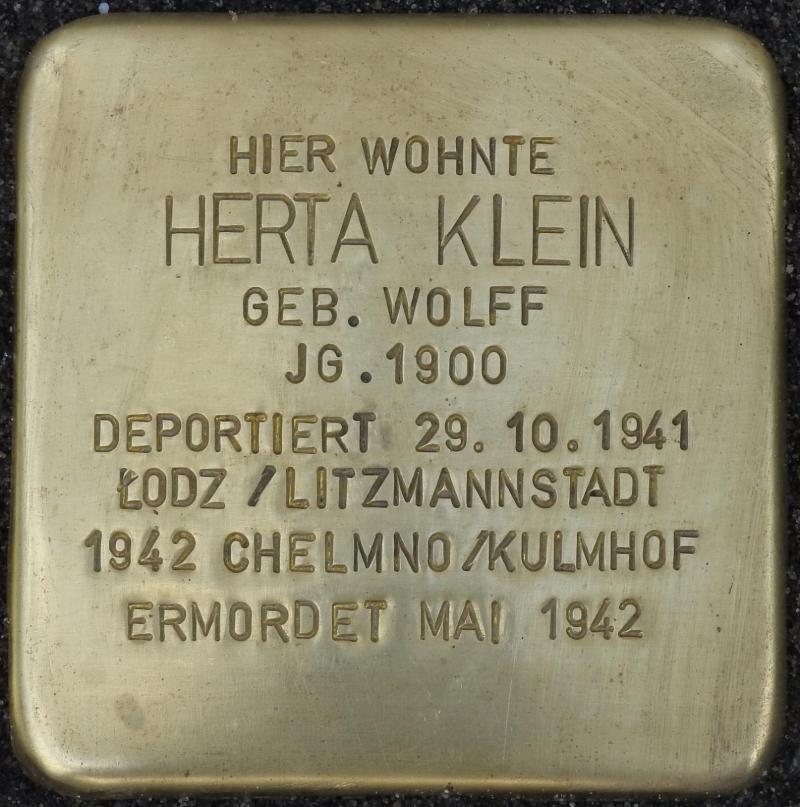 HIER WOHNTE
HERTA KLEIN
GEB. WOLFF
JG. 1900
DEPORTIERT 29.10.1941
ŁODZ / LITZMANNSTADT
1942 CHELMNO/KULMHOF
ERMORDET MAI 1942